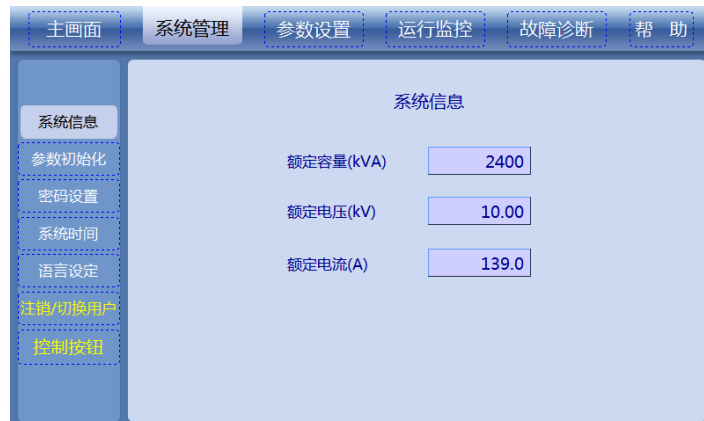 主画面 系统管理 参数设置 运行监控 故障诊断 帮 助
系统信息
系统信息
参数初始化
密码设置
系统时间
语言设定
注销/切换用户
控制按钮
额定容量(kVA) 2400
额定电压(kV) 10.00
额定电流(A) 139.0